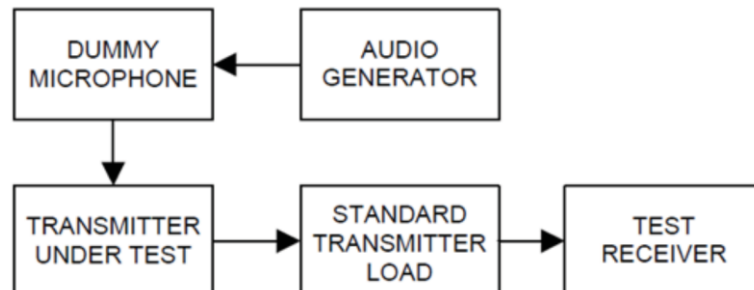 DUMMY
MICROPHONE
AUDIO
GENERATOR
TRANSMITTER
UNDER TEST
STANDARD
TRANSMITTER
LOAD
TEST
RECEIVER